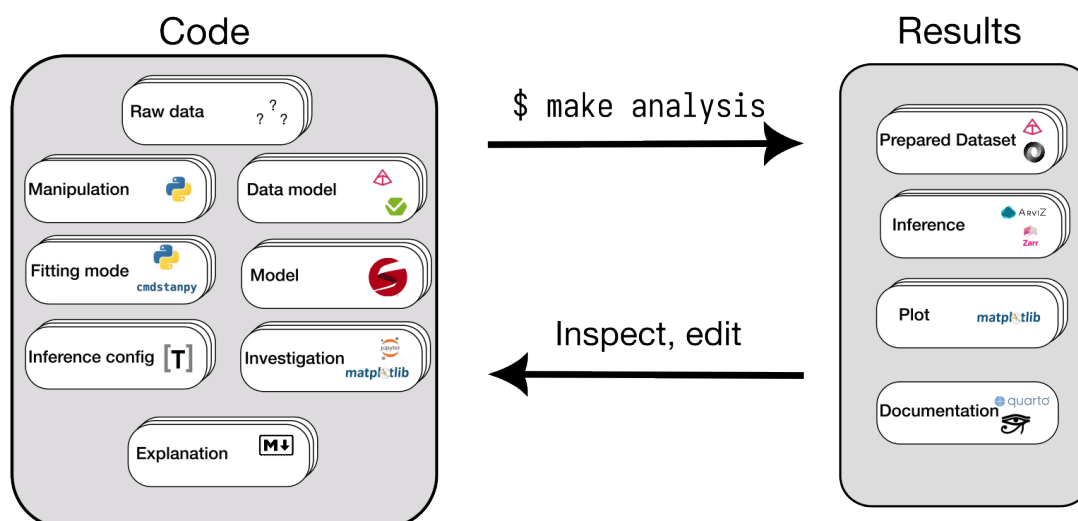 Code
Results
Raw data
? ? ?
$ make analysis
Prepared Dataset
Manipulation
Data model
Inference
ARVIZ
Zarr
Fitting mode
cmdstanpy
Model
Plot
matplotlib
Inspect, edit
Inference config
[T]
Investigation
jupyter
matplotlib
Documentation
quarto
Explanation
M